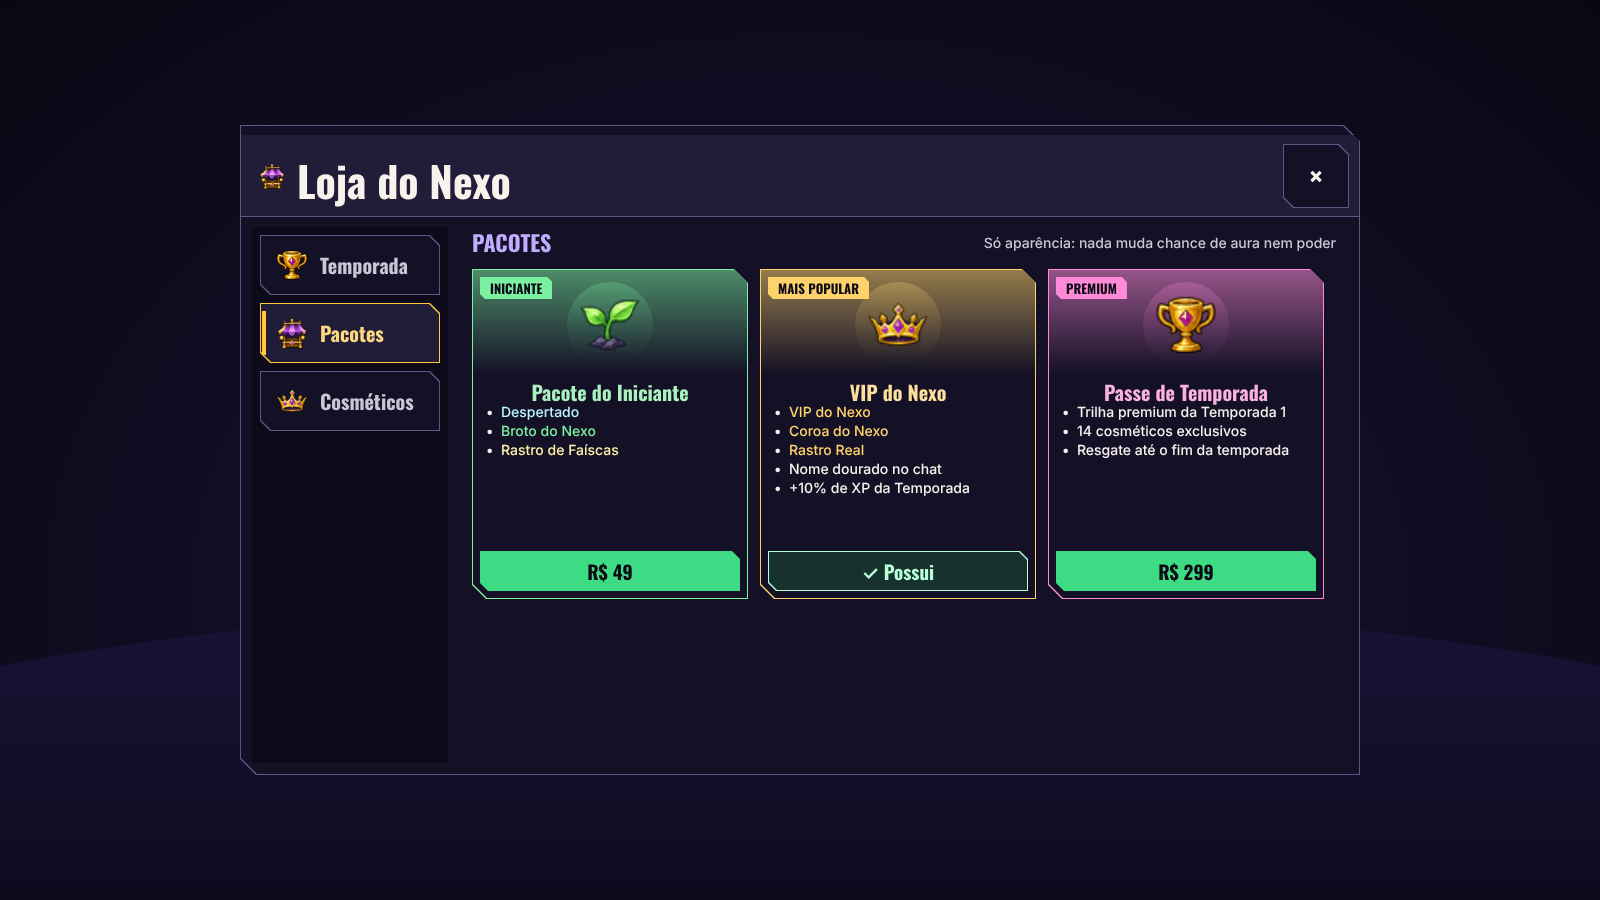 Loja do Nexo
×
Temporada
Pacotes
Cosméticos
PACOTES
Só aparência: nada muda chance de aura nem poder
INICIANTE
Pacote do Iniciante
• Despertado
• Broto do Nexo
• Rastro de Faíscas
R$ 49
MAIS POPULAR
VIP do Nexo
• VIP do Nexo
• Coroa do Nexo
• Rastro Real
• Nome dourado no chat
• +10% de XP da Temporada
✓ Possui
PREMIUM
Passe de Temporada
• Trilha premium da Temporada 1
• 14 cosméticos exclusivos
• Resgate até o fim da temporada
R$ 299